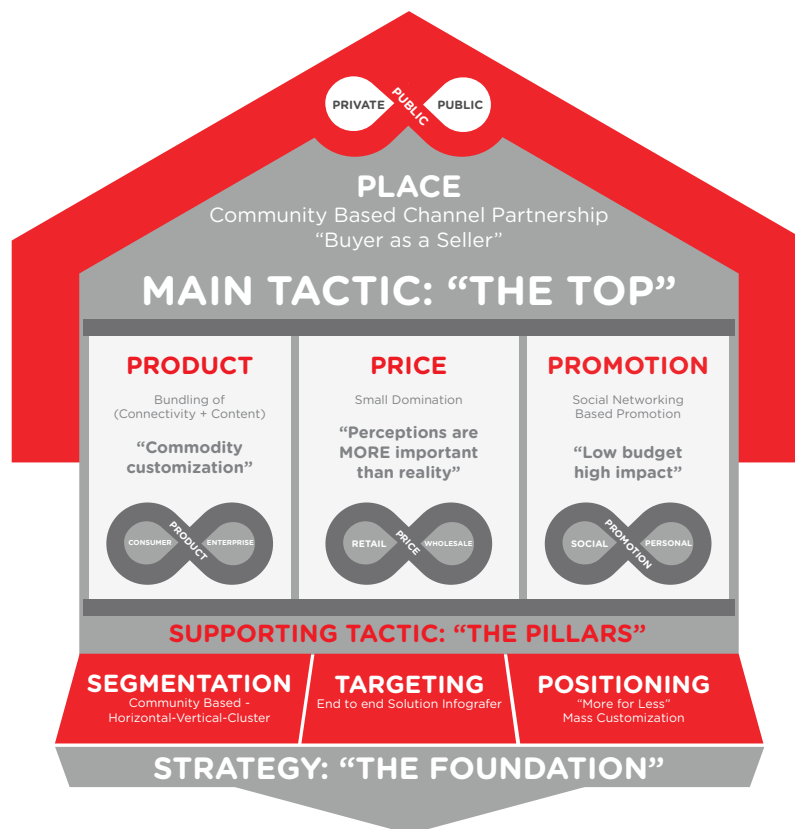 PRIVATE PUBLIC PUBLIC
PLACE
Community Based Channel Partnership
“Buyer as a Seller”
MAIN TACTIC: “THE TOP”
PRODUCT
Bundling of
(Connectivity + Content)
“Commodity
customization”
CONSUMER PRODUCT ENTERPRISE
PRICE
Small Domination
“Perceptions are
MORE important
than reality”
RETAIL PRICE WHOLESALE
PROMOTION
Social Networking
Based Promotion
“Low budget
high impact”
SOCIAL PROMOTION PERSONAL
SUPPORTING TACTIC: “THE PILLARS”
SEGMENTATION
Community Based -
Horizontal-Vertical-Cluster
TARGETING
End to end Solution Infografer
POSITIONING
“More for Less”
Mass Customization
STRATEGY: “THE FOUNDATION”